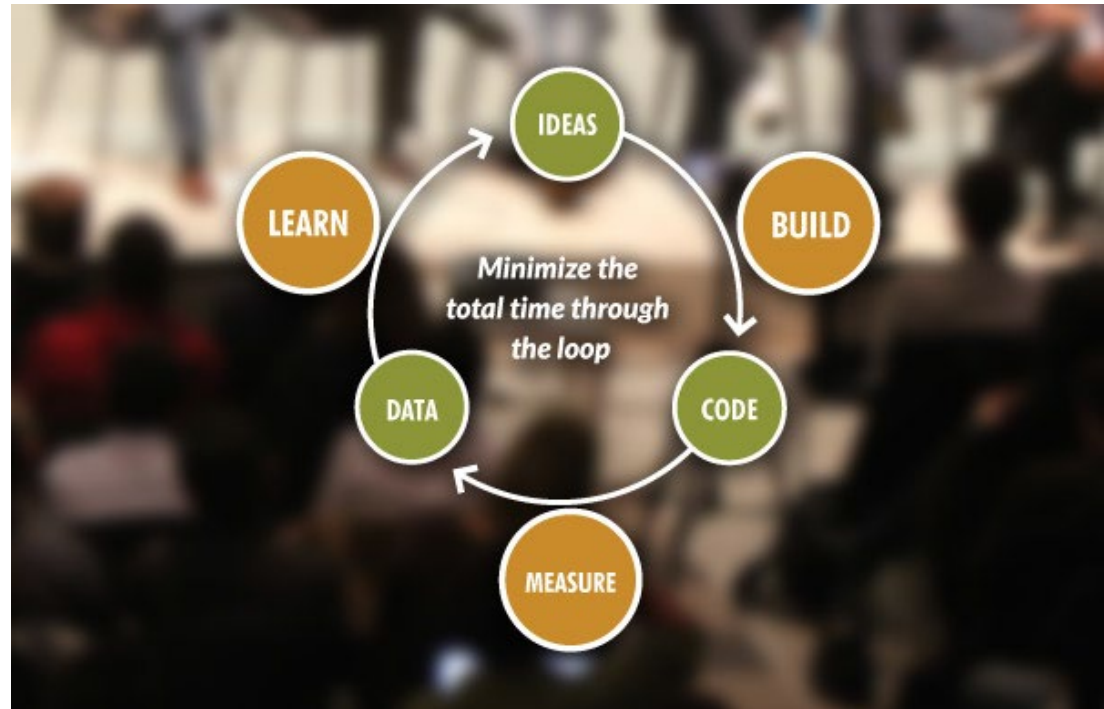 IDEAS
LEARN
BUILD
Minimize the
total time through
the loop
DATA
CODE
MEASURE